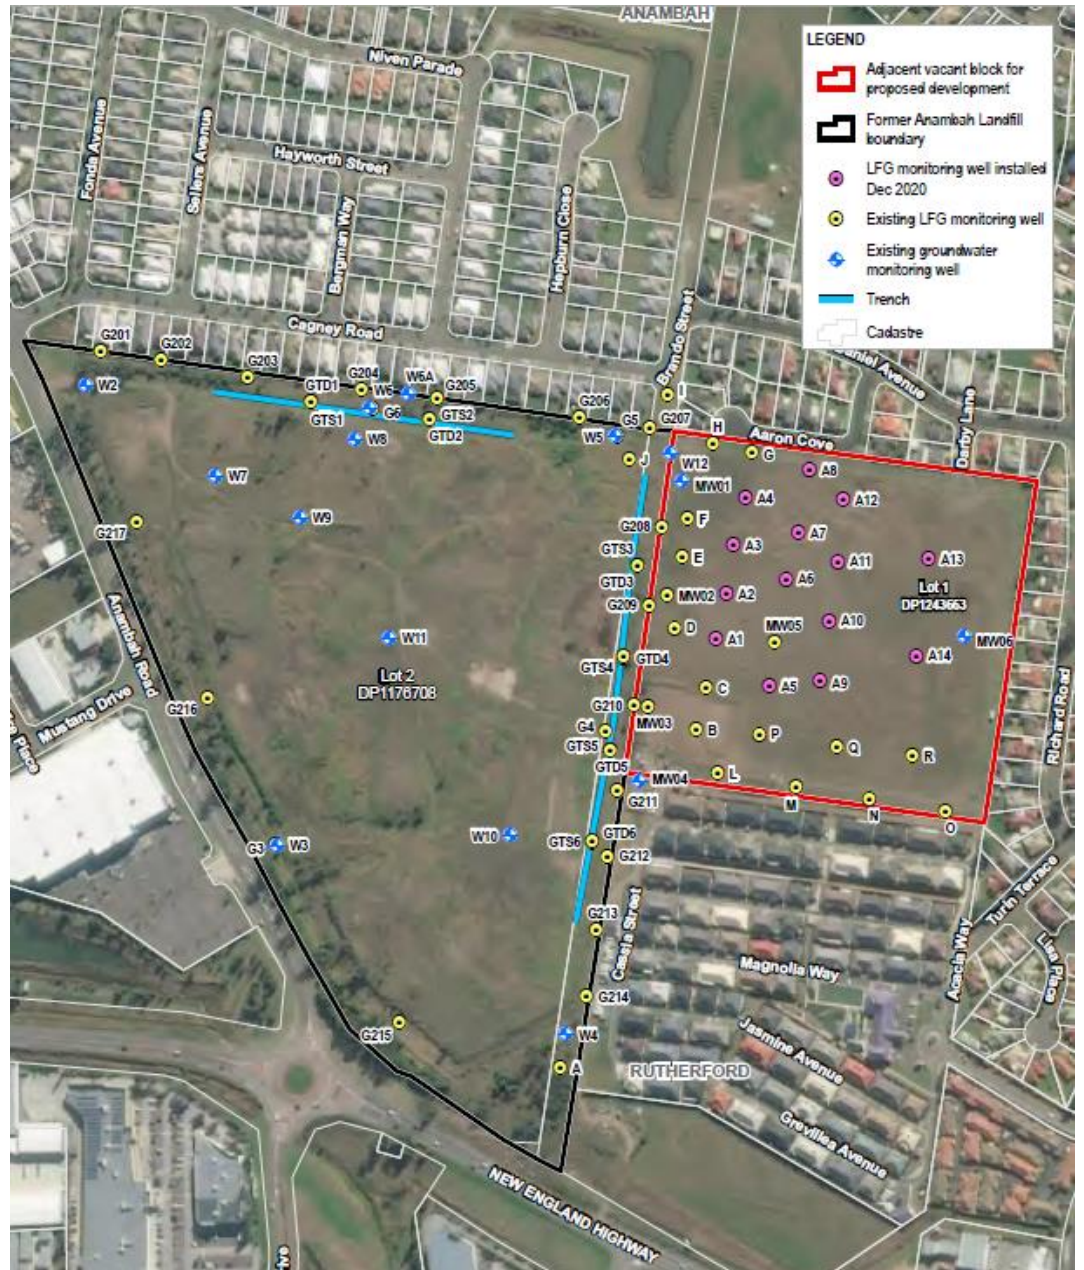 ANAMBAH
LEGEND
Adjacent vacant block for
proposed development
Former Anambah Landfill
boundary
LFG monitoring well installed
Dec 2020
Existing LFG monitoring well
Existing groundwater
monitoring well
Trench
Cadastre
Niven Parade
Fonda Avenue
Sellers Avenue
Hayworth Street
Bergman Way
Hepburn Close
Cagney Road
Brando Street
Daniel Avenue
Darby Lane
Aaron Cove
G201
G202
G203
G204
W6A
G205
W2
GTD1
W6
GTS1
G6
GTS2
GTD2
G206
G5
I
G207
H
G
W5
J
W12
W8
W7
W9
MW01
A8
A4
A12
G217
G208
F
A7
A3
GTS3
E
A11
A13
A6
GTD3
Lot 1
DP1243663
G209
MW02
A2
A10
D
MW05
MW06
W11
A1
GTS4
GTD4
A14
Lot 2
DP1176708
Anambah Road
Mustang Drive
Place
G216
C
A5
A9
G210
MW03
G4
B
P
Q
R
GTS5
GTD5
MW04
L
G211
M
N
O
Richard Road
G3
W3
W10
GTS6
GTD6
G212
G213
Casela Street
Turin Terrace
Lisa Place
Acacia Way
Magnolia Way
G214
G215
W4
A
Jasmine Avenue
RUTHERFORD
Grevillea Avenue
NEW ENGLAND HIGHWAY